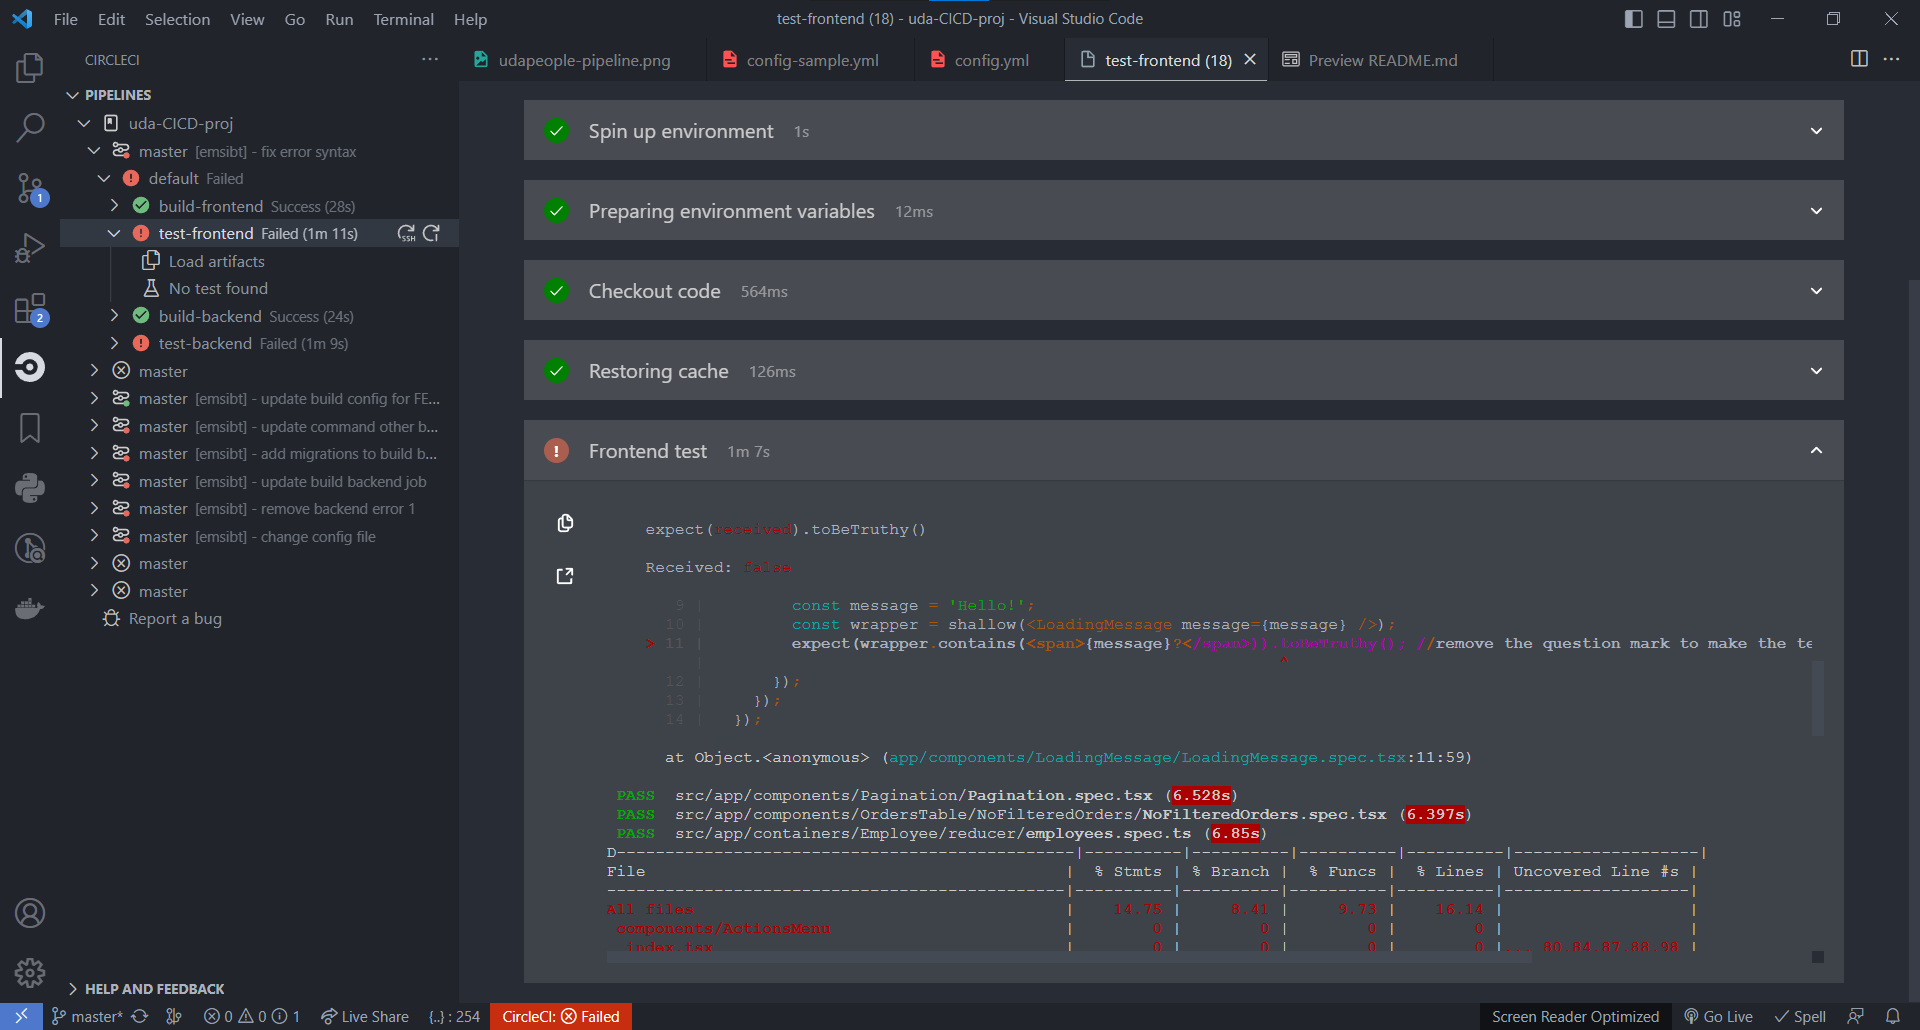 File Edit Selection View Go Run Terminal Help
test-frontend (18) - uda-CICD-proj - Visual Studio Code
CIRCLECI
PIPELINES
uda-CICD-proj
master [emsibt] - fix error syntax
default Failed
build-frontend Success (28s)
test-frontend Failed (1m 11s)
SSH
Load artifacts
No test found
build-backend Success (24s)
test-backend Failed (1m 9s)
master
master [emsibt] - update build config for FE...
master [emsibt] - update command other b...
master [emsibt] - add migrations to build b...
master [emsibt] - update build backend job
master [emsibt] - remove backend error 1
master [emsibt] - change config file
master
master
Report a bug
HELP AND FEEDBACK
1
2
udapeople-pipeline.png
config-sample.yml
config.yml
test-frontend (18)
Preview README.md
Spin up environment 1s
Preparing environment variables 12ms
Checkout code 564ms
Restoring cache 126ms
Frontend test 1m 7s
expect(received).toBeTruthy()
Received: false
9 | const message = 'Hello!';
10 | const wrapper = shallow(<LoadingMessage message={message} />);
> 11 | expect(wrapper.contains(<span>{message}?</span>)).toBeTruthy(); //remove the question mark to make the te
| ^
12 | });
13 | });
14 | });
at Object.<anonymous> (app/components/LoadingMessage/LoadingMessage.spec.tsx:11:59)
PASS src/app/components/Pagination/Pagination.spec.tsx (6.528s)
PASS src/app/components/OrdersTable/NoFilteredOrders/NoFilteredOrders.spec.tsx (6.397s)
PASS src/app/containers/Employee/reducer/employees.spec.ts (6.85s)
D-----------------------------------------------|----------|----------|----------|----------|-------------------|
File | % Stmts | % Branch | % Funcs | % Lines | Uncovered Line #s |
-----------------------------------------------|----------|----------|----------|----------|-------------------|
All files | 14.75 | 8.41 | 9.73 | 16.14 | |
components/ActionsMenu | 0 | 0 | 0 | 0 | |
index.tsx | 0 | 0 | 0 | 0 |... 80,84,87,88,98 |
master* 0 0 1 Live Share {..} : 254 CircleCI: Failed
Screen Reader Optimized Go Live Spell